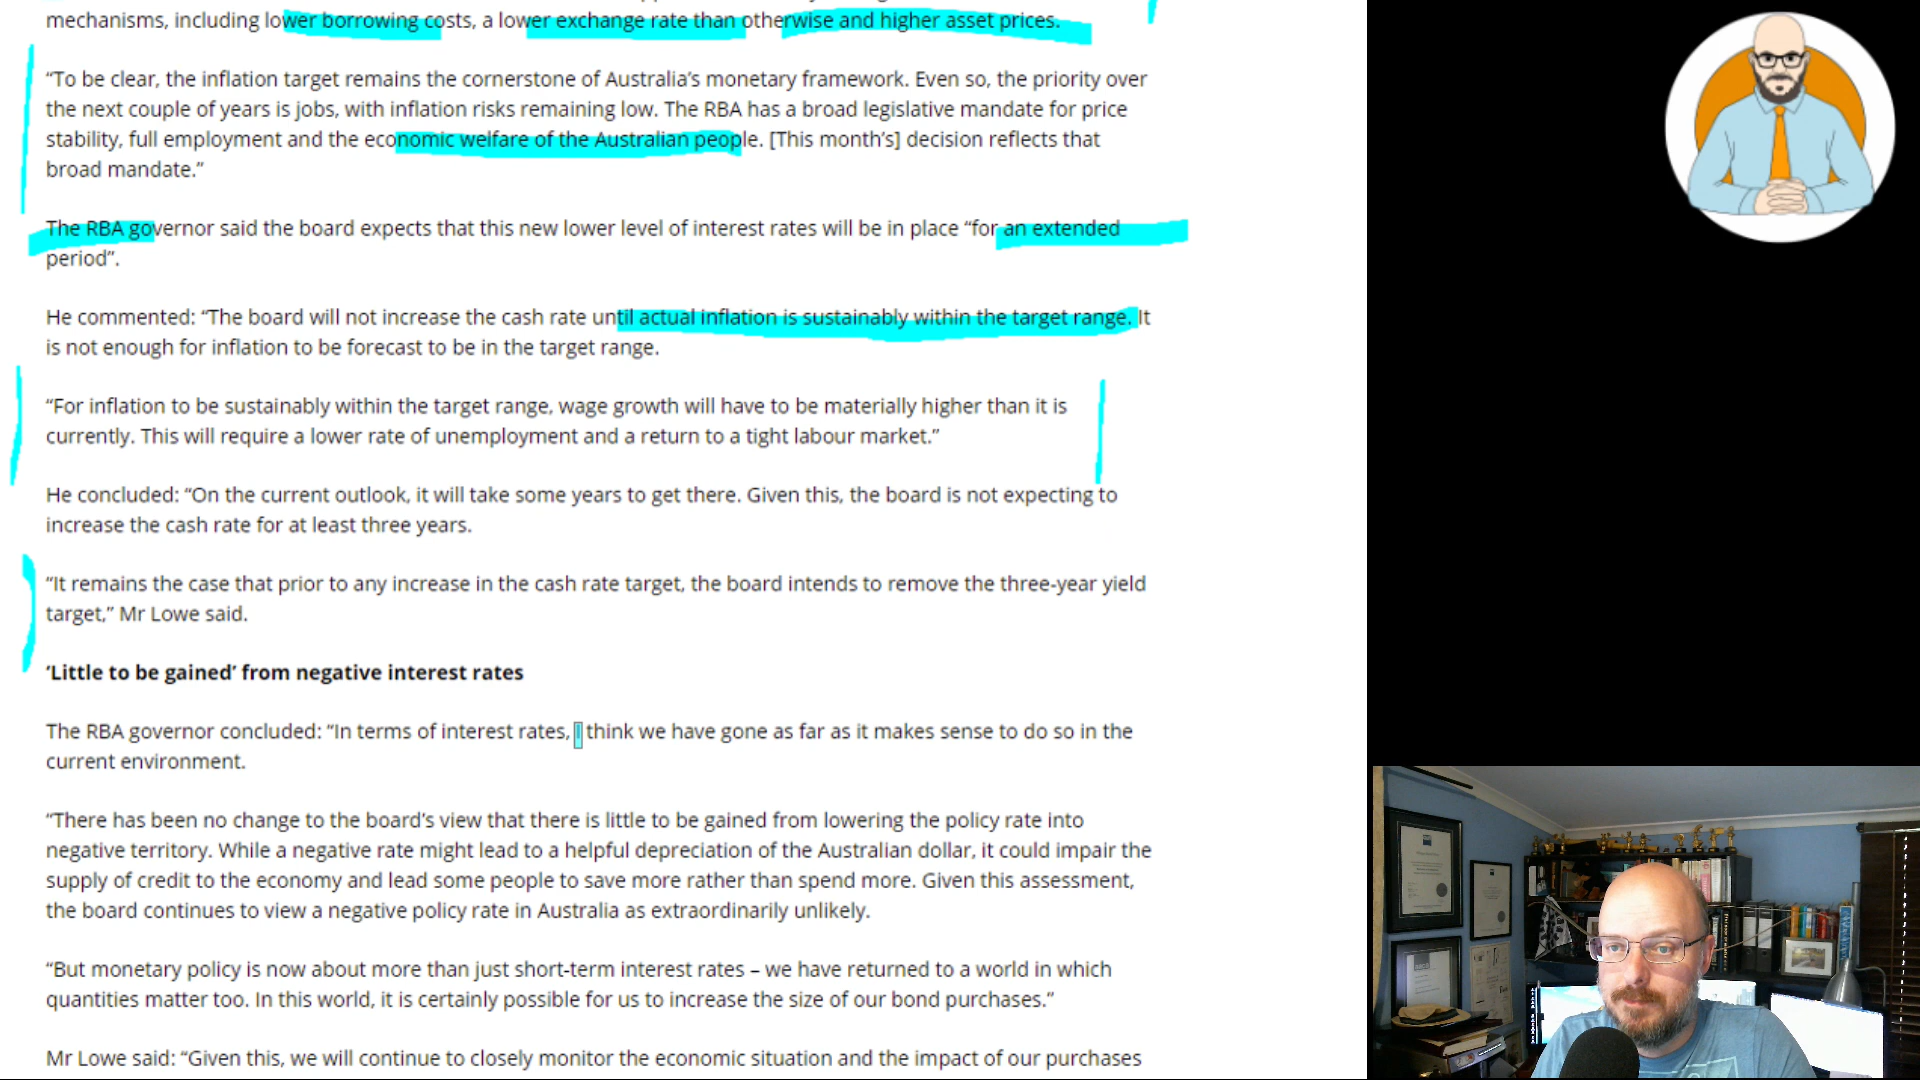 mechanisms, including lower borrowing costs, a lower exchange rate than otherwise and higher asset prices.
“To be clear, the inflation target remains the cornerstone of Australia’s monetary framework. Even so, the priority over
the next couple of years is jobs, with inflation risks remaining low. The RBA has a broad legislative mandate for price
stability, full employment and the economic welfare of the Australian people. [This month’s] decision reflects that
broad mandate.”
The RBA governor said the board expects that this new lower level of interest rates will be in place “for an extended
period”.
He commented: “The board will not increase the cash rate until actual inflation is sustainably within the target range. It
is not enough for inflation to be forecast to be in the target range.
“For inflation to be sustainably within the target range, wage growth will have to be materially higher than it is
currently. This will require a lower rate of unemployment and a return to a tight labour market.”
He concluded: “On the current outlook, it will take some years to get there. Given this, the board is not expecting to
increase the cash rate for at least three years.
“It remains the case that prior to any increase in the cash rate target, the board intends to remove the three-year yield
target,” Mr Lowe said.
‘Little to be gained’ from negative interest rates
The RBA governor concluded: “In terms of interest rates, I think we have gone as far as it makes sense to do so in the
current environment.
“There has been no change to the board’s view that there is little to be gained from lowering the policy rate into
negative territory. While a negative rate might lead to a helpful depreciation of the Australian dollar, it could impair the
supply of credit to the economy and lead some people to save more rather than spend more. Given this assessment,
the board continues to view a negative policy rate in Australia as extraordinarily unlikely.
“But monetary policy is now about more than just short-term interest rates – we have returned to a world in which
quantities matter too. In this world, it is certainly possible for us to increase the size of our bond purchases.”
Mr Lowe said: “Given this, we will continue to closely monitor the economic situation and the impact of our purchases